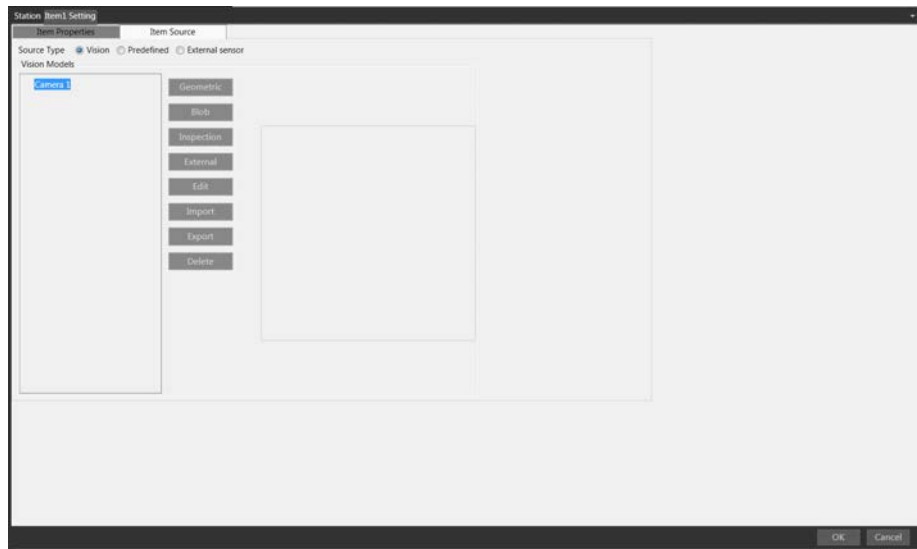 Station Item1 Setting
Item Properties Item Source
Source Type Vision Predefined External sensor
Vision Models
Camera 1
Geometric
Blob
Inspection
External
Edit
Import
Export
Delete
OK Cancel